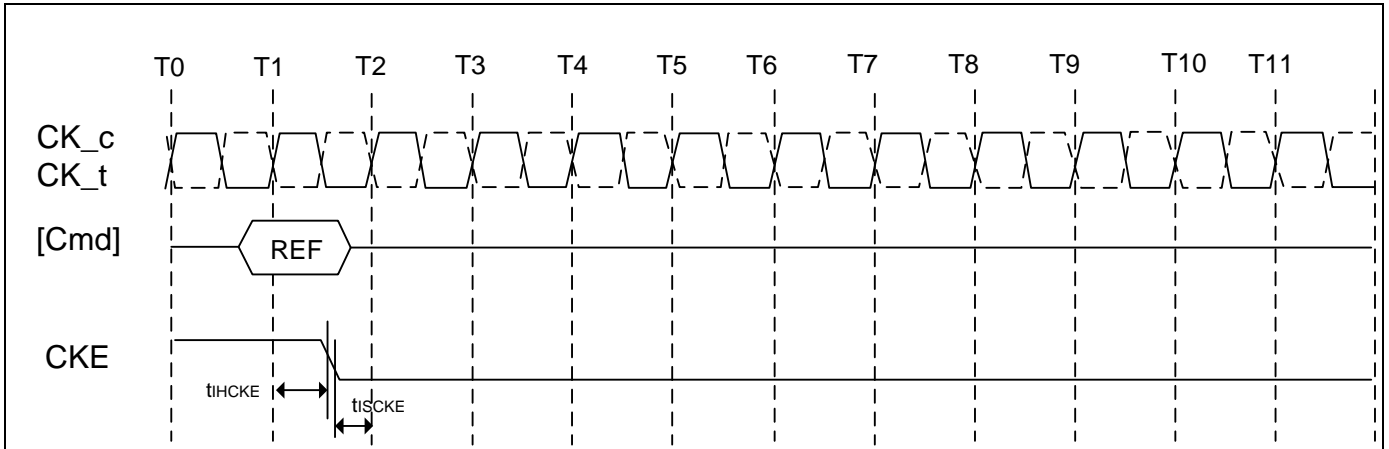 T0 T1 T2 T3 T4 T5 T6 T7 T8 T9 T10 T11
CK_c
CK_t
[Cmd] REF
CKE
tIHCKE
tISCKE